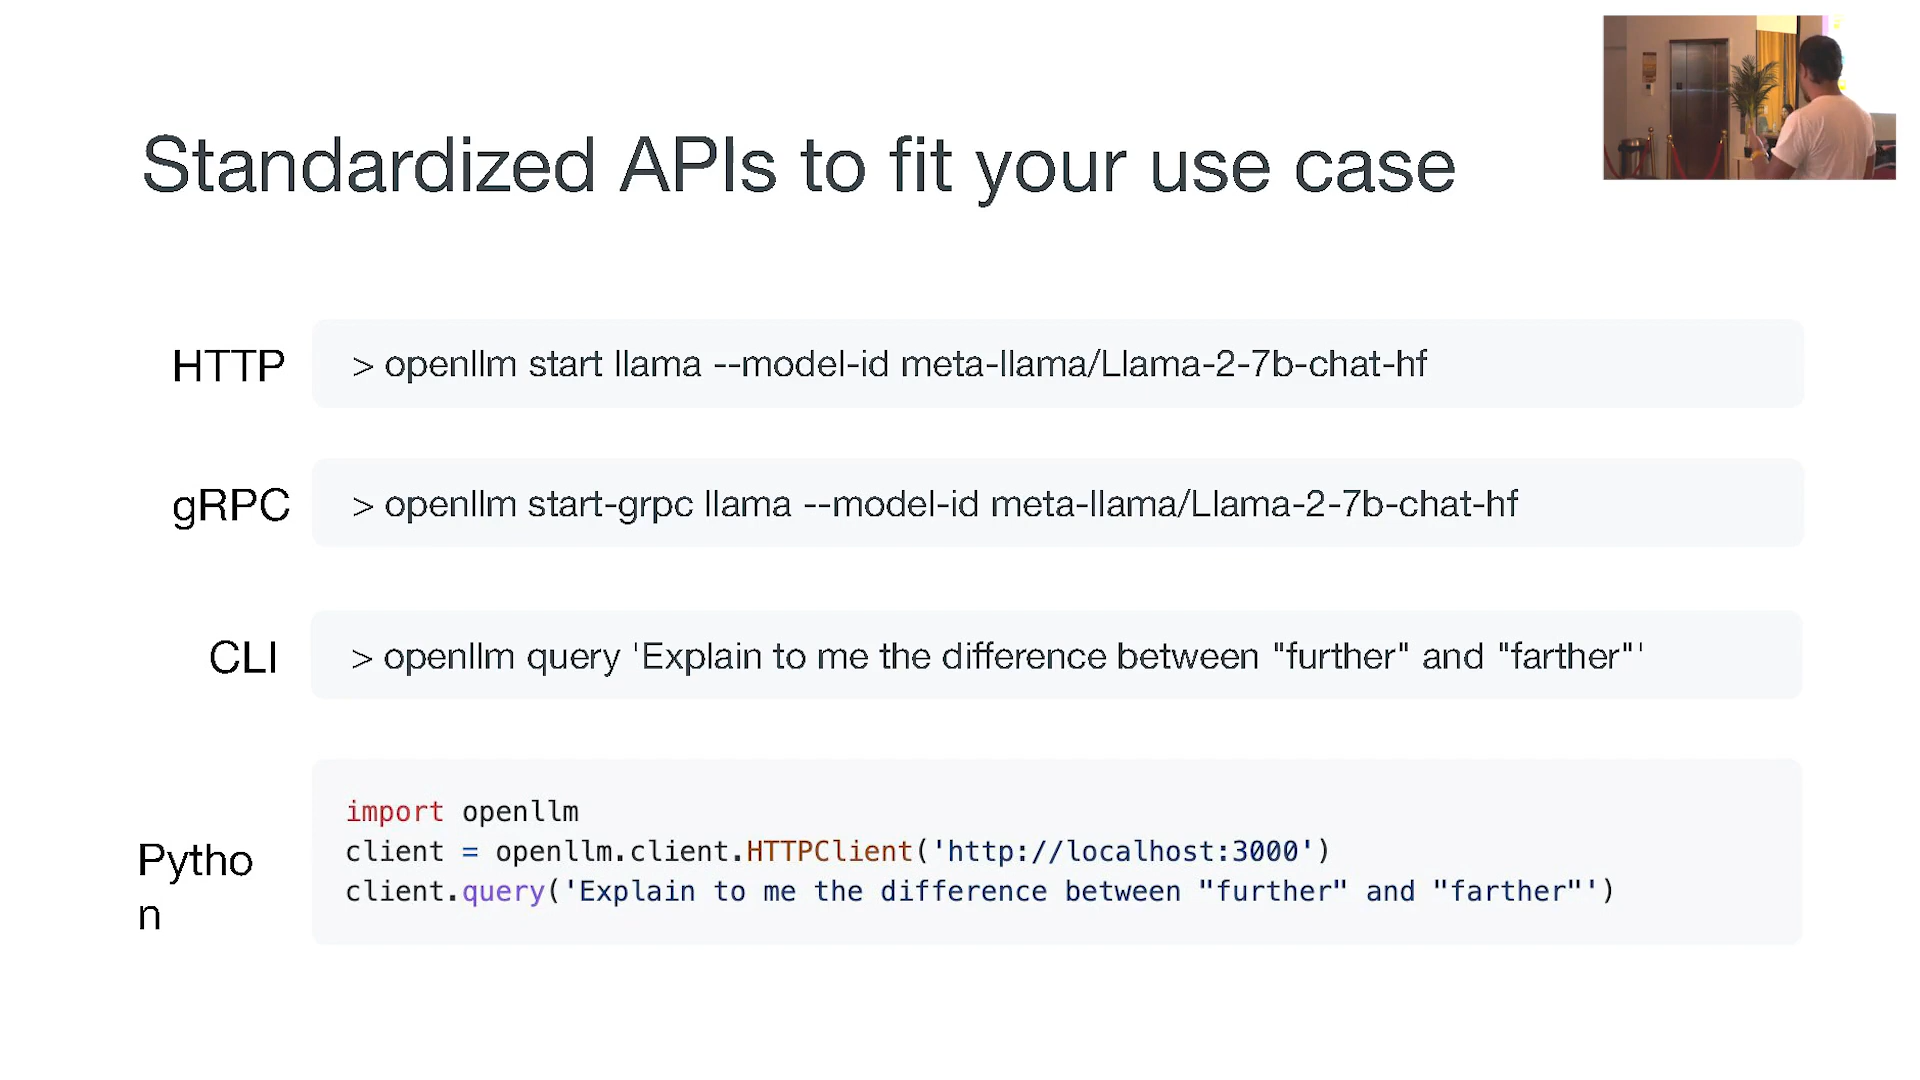 Standardized APIs to fit your use case
HTTP
> openllm start llama --model-id meta-llama/Llama-2-7b-chat-hf
gRPC
> openllm start-grpc llama --model-id meta-llama/Llama-2-7b-chat-hf
CLI
> openllm query 'Explain to me the difference between "further" and "farther"'
Pytho
n
import openllm
client = openllm.client.HTTPClient('http://localhost:3000')
client.query('Explain to me the difference between "further" and "farther"')